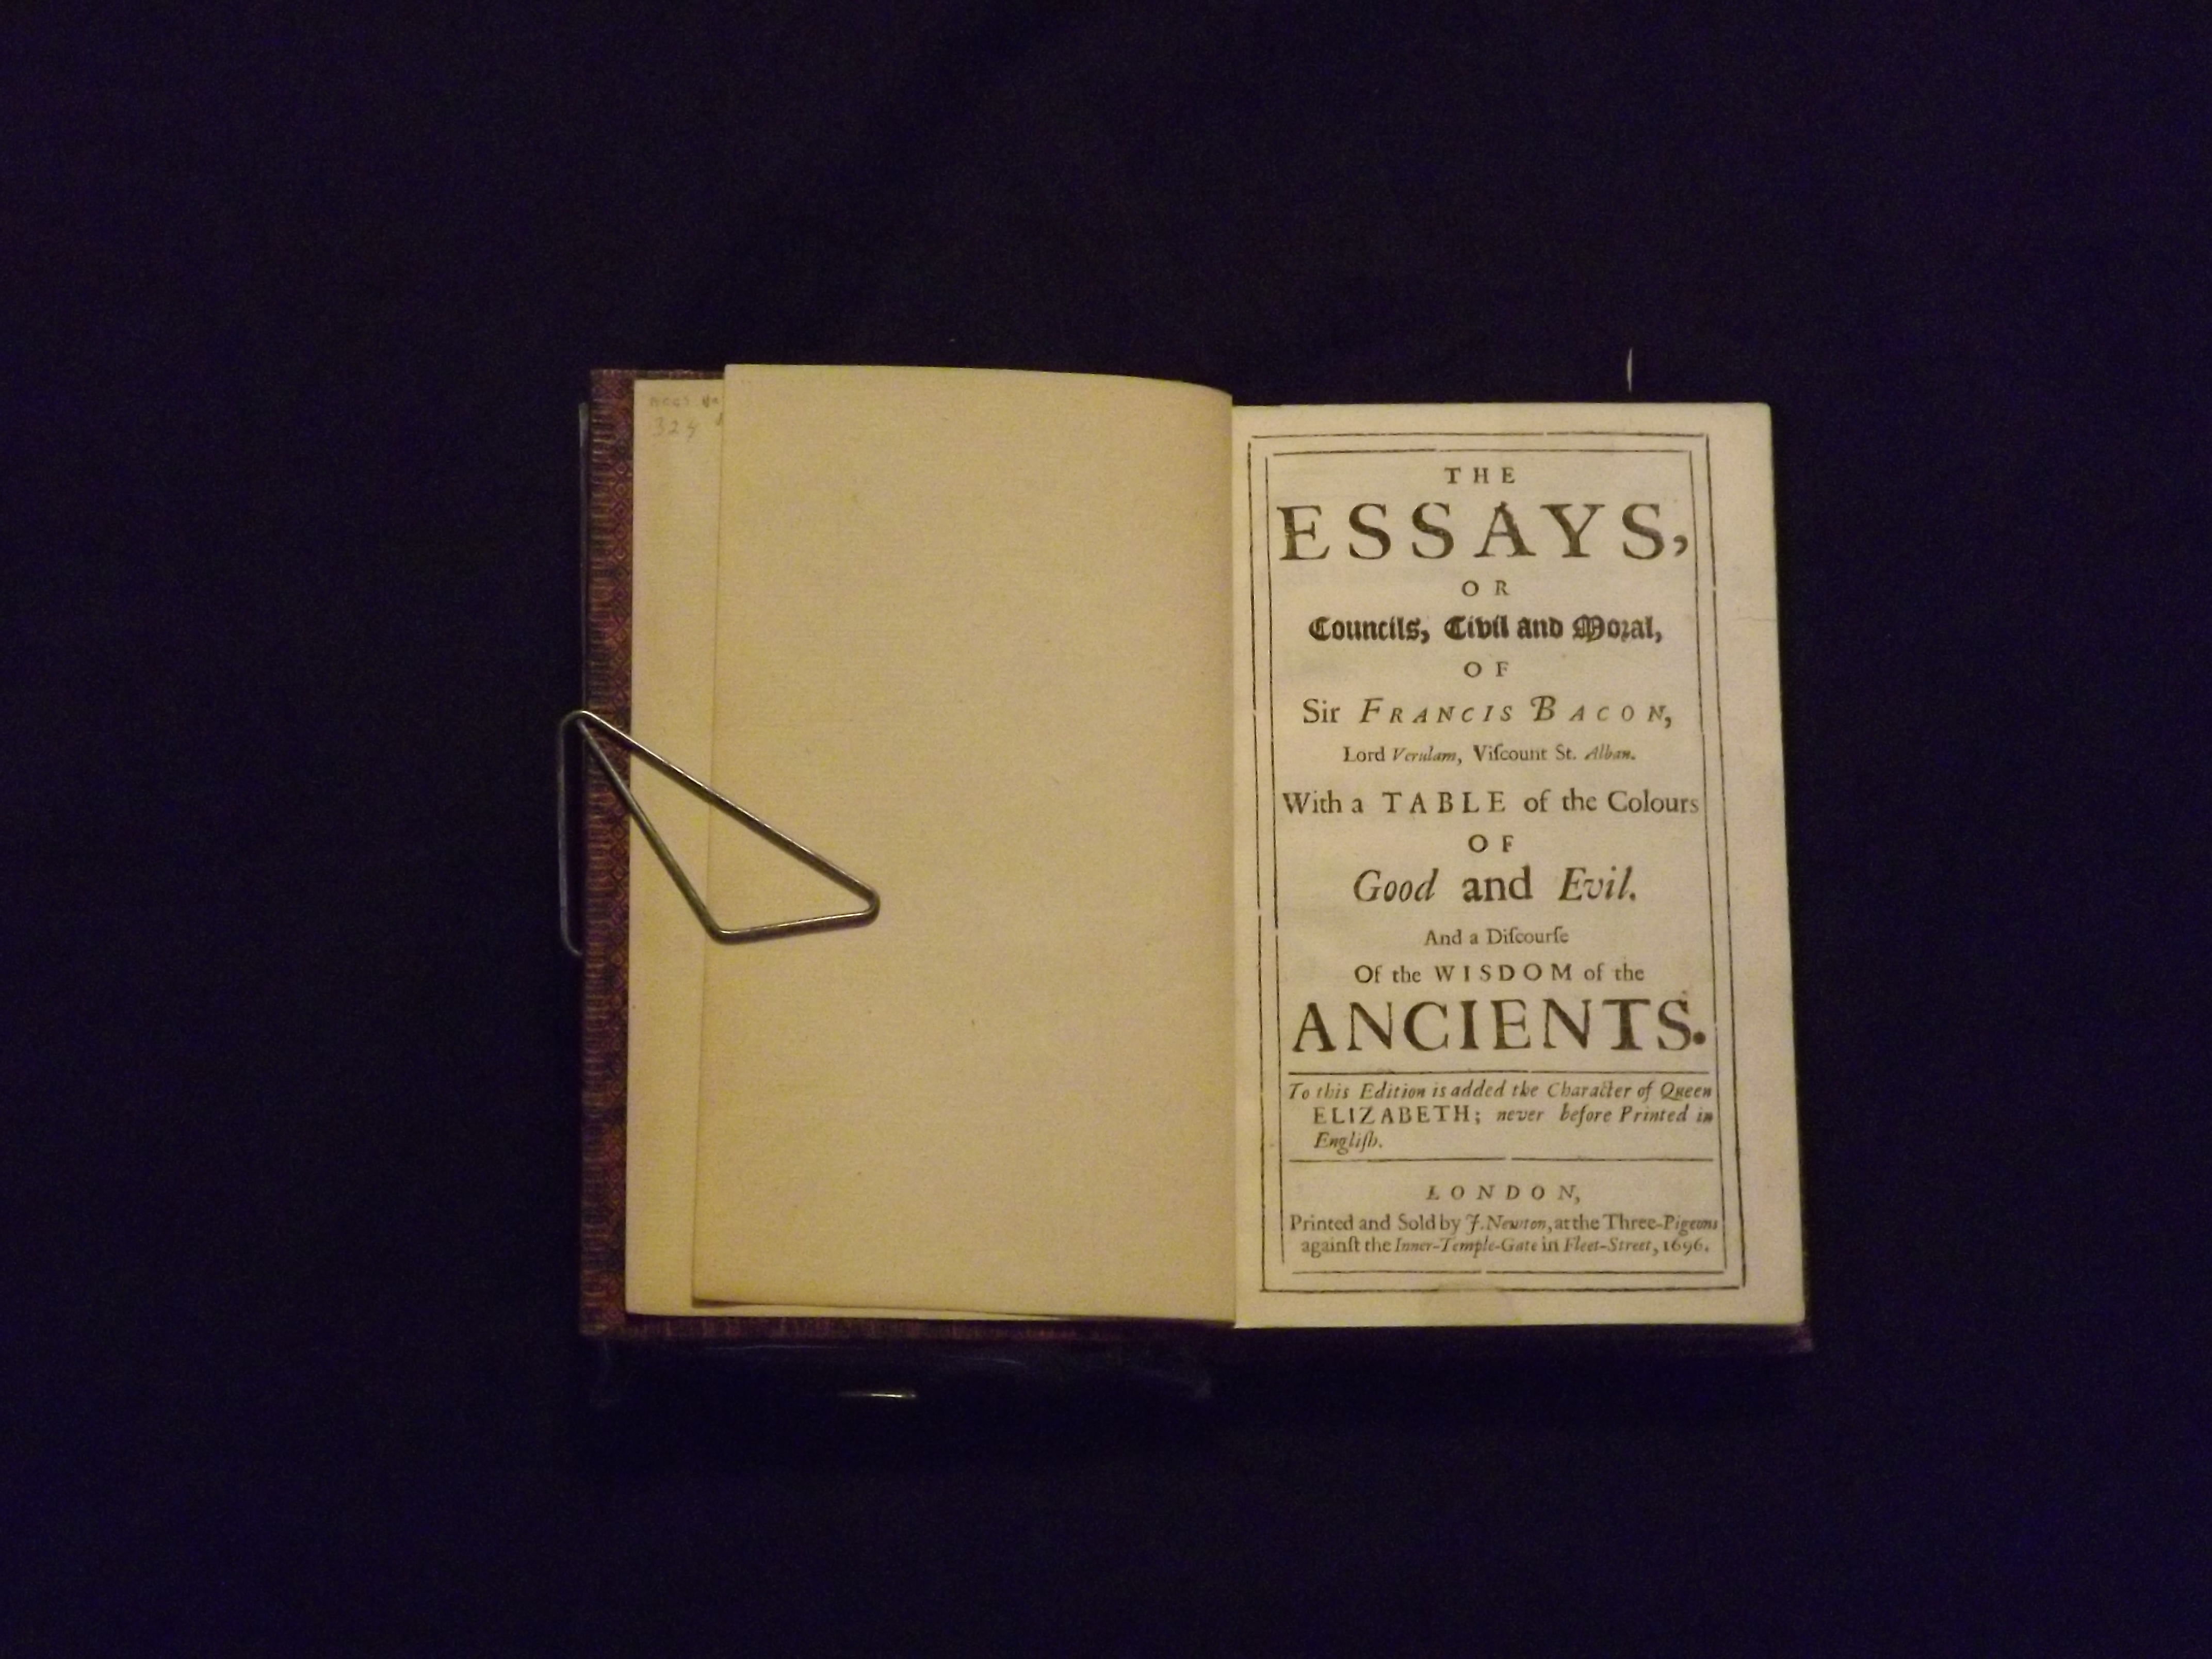 324
THE
ESSAYS,
OR
Councils, Civil and Moral,
OF
Sir FRANCIS BACON,
Lord Verulam, Viſcount St. Alban.
With a TABLE of the Colours
OF
Good and Evil.
And a Diſcourſe
Of the WISDOM of the
ANCIENTS.
To this Edition is added the Character of Queen
ELIZABETH; never before Printed in
Engliſh.
LONDON,
Printed and Sold by J. Newton, at the Three-Pigeons
againſt the Inner-Temple-Gate in Fleet-Street, 1696.